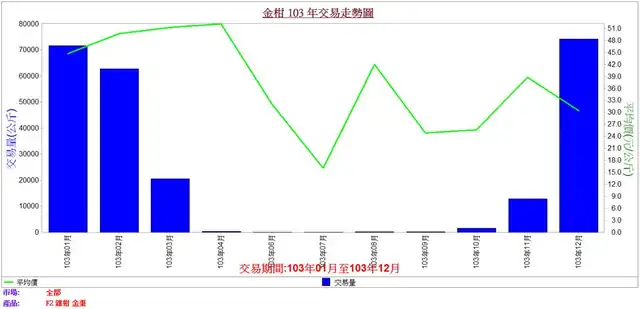 金柑 103 年交易走勢圖
80000
70000
60000
50000
40000
30000
20000
10000
0
交易量(公斤)
51.0
48.0
45.0
42.0
39.0
36.0
33.0
30.0
27.0
24.0
21.0
18.0
15.0
12.0
9.0
6.0
3.0
0.0
平均價(元/公斤)
103年01月
103年02月
103年03月
103年04月
103年06月
103年07月
103年08月
103年09月
103年10月
103年11月
103年12月
交易期間:103年01月至103年12月
平均價
交易量
市場: 全部
產品: F2 雜柑 金棗